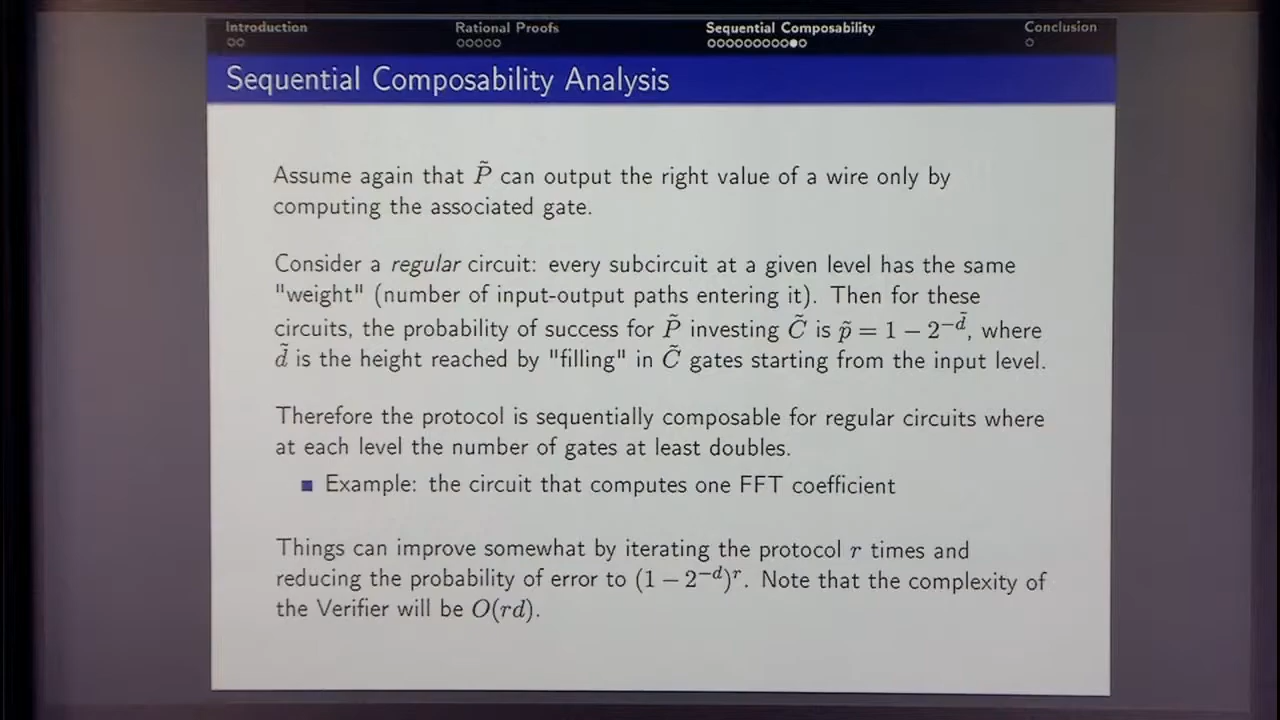 Introduction Rational Proofs Sequential Composability Conclusion
Sequential Composability Analysis
Assume again that P̃ can output the right value of a wire only by
computing the associated gate.
Consider a regular circuit: every subcircuit at a given level has the same
"weight" (number of input-output paths entering it). Then for these
circuits, the probability of success for P̃ investing C̃ is p̃ = 1 − 2^{−d̃}, where
d̃ is the height reached by "filling" in C̃ gates starting from the input level.
Therefore the protocol is sequentially composable for regular circuits where
at each level the number of gates at least doubles.
Example: the circuit that computes one FFT coefficient
Things can improve somewhat by iterating the protocol r times and
reducing the probability of error to (1 − 2^{−d})^r. Note that the complexity of
the Verifier will be O(rd).